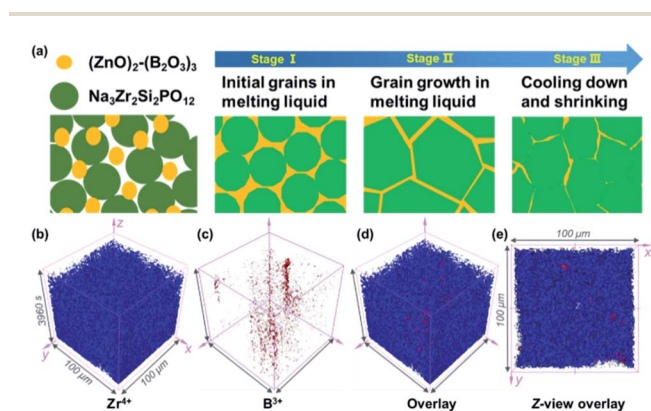 (a)
(ZnO)₂-(B₂O₃)₃
Na₃Zr₂Si₂PO₁₂
Stage Ⅰ
Stage Ⅱ
Stage Ⅲ
Initial grains in
melting liquid
Grain growth in
melting liquid
Cooling down
and shrinking
(b)
z
3960 s
y
100 μm
100 μm
x
Zr⁴⁺
(c)
B³⁺
(d)
Overlay
(e)
100 μm
x
100 μm
z
y
Z-view overlay